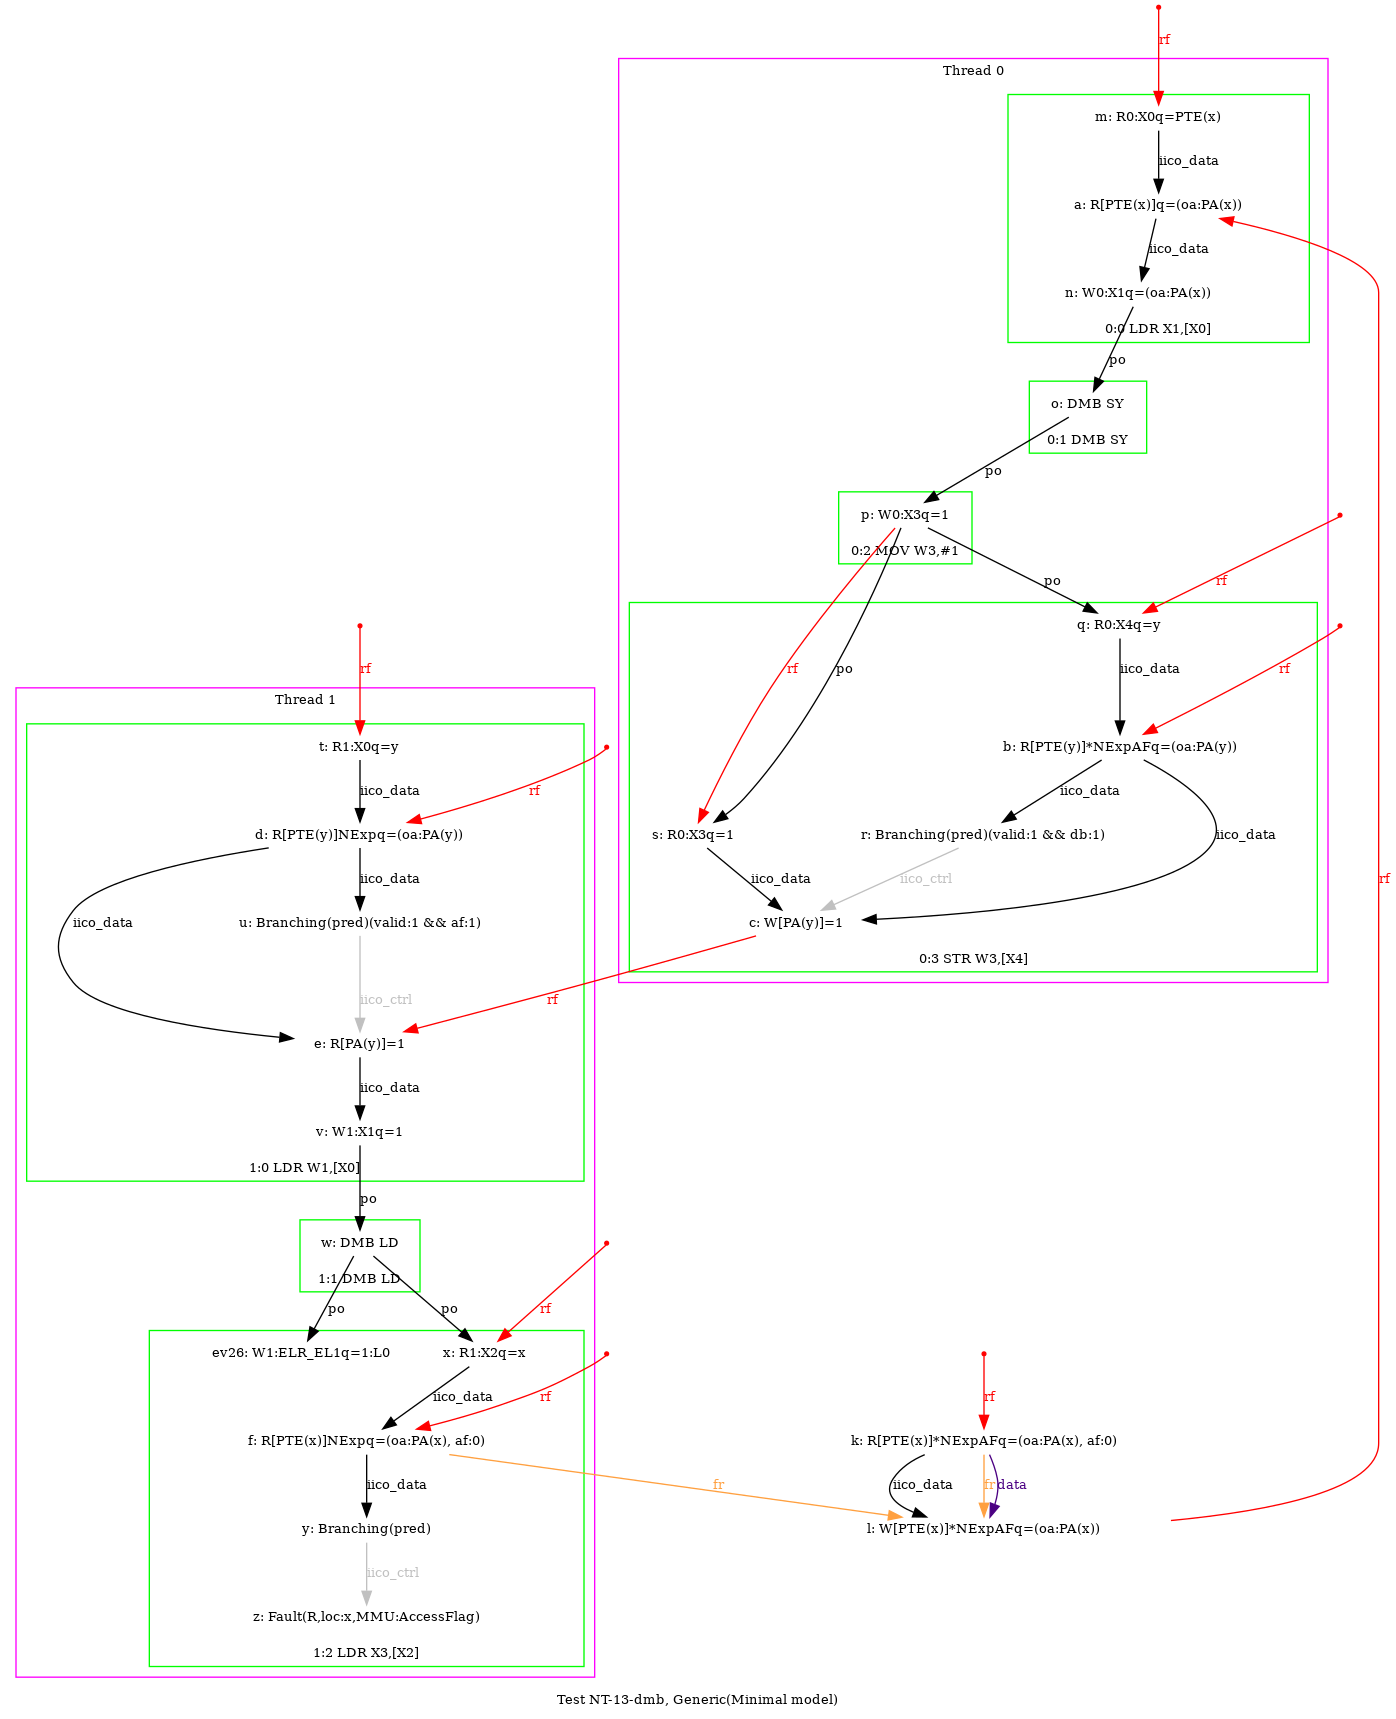 rf
Thread 0
m: R0:X0q=PTE(x)
iico_data
a: R[PTE(x)]q=(oa:PA(x))
iico_data
n: W0:X1q=(oa:PA(x))
0:0 LDR X1,[X0]
po
o: DMB SY
0:1 DMB SY
po
p: W0:X3q=1
0:2 MOV W3,#1
po
rf
q: R0:X4q=y
rf
po
iico_data
rf
b: R[PTE(y)]*NExpAFq=(oa:PA(y))
iico_data
s: R0:X3q=1
r: Branching(pred)(valid:1 && db:1)
iico_data
iico_data
iico_ctrl
c: W[PA(y)]=1
0:3 STR W3,[X4]
rf
rf
rf
Thread 1
t: R1:X0q=y
iico_data
rf
d: R[PTE(y)]NExpq=(oa:PA(y))
iico_data
iico_data
u: Branching(pred)(valid:1 && af:1)
iico_ctrl
e: R[PA(y)]=1
iico_data
v: W1:X1q=1
1:0 LDR W1,[X0]
po
w: DMB LD
1:1 DMB LD
po
po
rf
ev26: W1:ELR_EL1q=1:L0
x: R1:X2q=x
iico_data
rf
rf
f: R[PTE(x)]NExpq=(oa:PA(x), af:0)
k: R[PTE(x)]*NExpAFq=(oa:PA(x), af:0)
iico_data
fr
iico_data
fr
data
y: Branching(pred)
l: W[PTE(x)]*NExpAFq=(oa:PA(x))
iico_ctrl
z: Fault(R,loc:x,MMU:AccessFlag)
1:2 LDR X3,[X2]
Test NT-13-dmb, Generic(Minimal model)